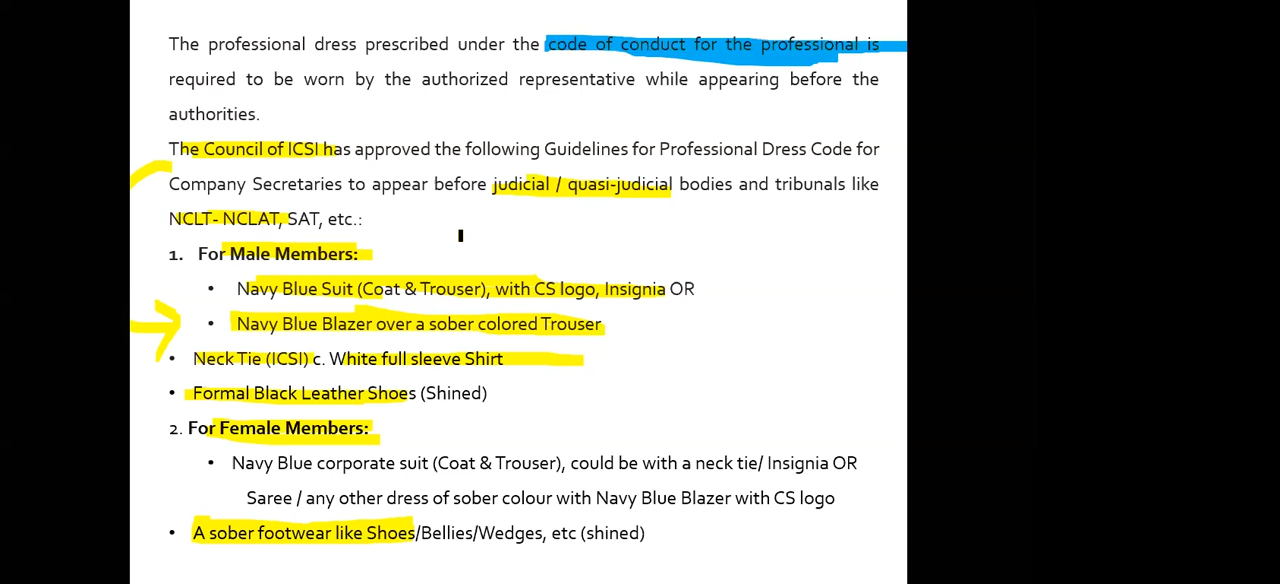 The professional dress prescribed under the code of conduct for the professional is
required to be worn by the authorized representative while appearing before the
authorities.
The Council of ICSI has approved the following Guidelines for Professional Dress Code for
Company Secretaries to appear before judicial / quasi-judicial bodies and tribunals like
NCLT- NCLAT, SAT, etc.:
1. For Male Members:
• Navy Blue Suit (Coat & Trouser), with CS logo, Insignia OR
• Navy Blue Blazer over a sober colored Trouser
• Neck Tie (ICSI) c. White full sleeve Shirt
• Formal Black Leather Shoes (Shined)
2. For Female Members:
• Navy Blue corporate suit (Coat & Trouser), could be with a neck tie/ Insignia OR
Saree / any other dress of sober colour with Navy Blue Blazer with CS logo
• A sober footwear like Shoes/Bellies/Wedges, etc (shined)